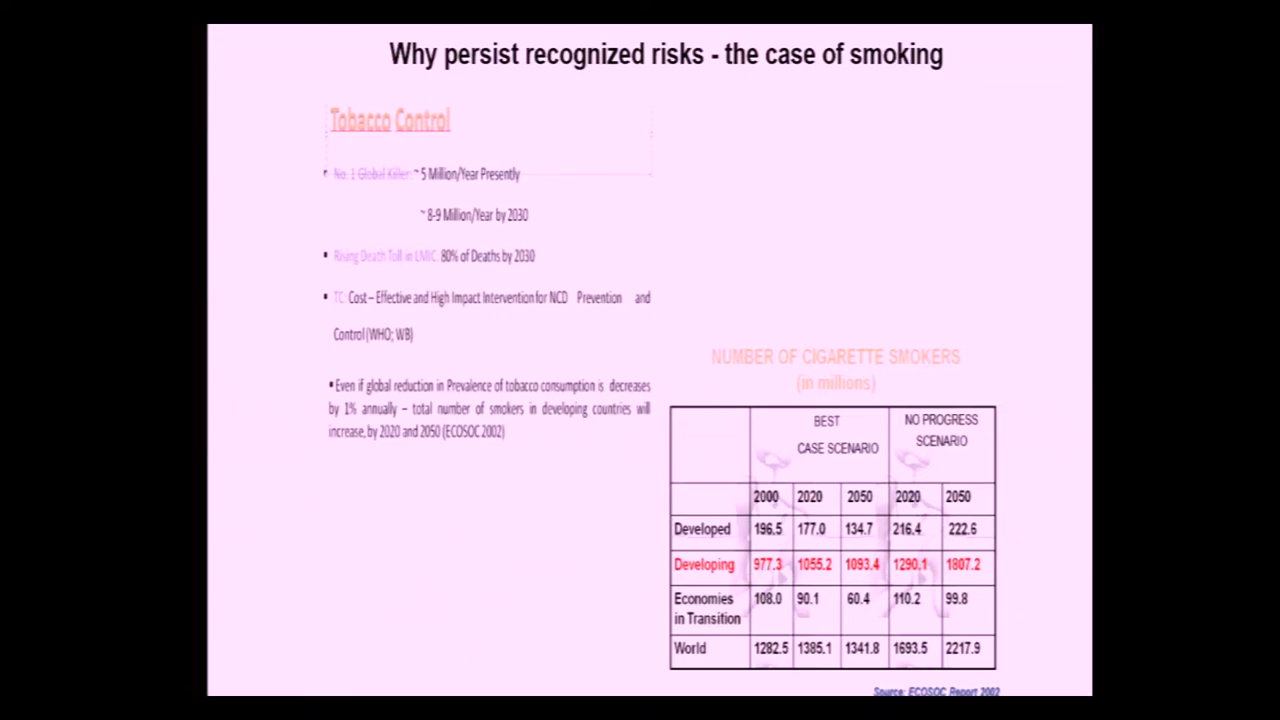 Why persist recognized risks - the case of smoking
Tobacco Control
• No. 1 Global Killer: ~ 5 Million/Year Presently
~ 8-9 Million/Year by 2030
▪ Rising Death Toll in LMIC: 80% of Deaths by 2030
▪ TC: Cost – Effective and High Impact Intervention for NCD Prevention and
Control (WHO; WB)
▪ Even if global reduction in Prevalence of tobacco consumption is decreases
by 1% annually – total number of smokers in developing countries will
increase, by 2020 and 2050 (ECOSOC 2002)
NUMBER OF CIGARETTE SMOKERS
(in millions)
BEST
CASE SCENARIO
NO PROGRESS
SCENARIO
2000 2020 2050 2020 2050
Developed 196.5 177.0 134.7 216.4 222.6
Developing 977.3 1055.2 1093.4 1290.1 1807.2
Economies
in Transition 108.0 90.1 60.4 110.2 99.8
World 1282.5 1385.1 1341.8 1693.5 2217.9
Source: ECOSOC Report 2002